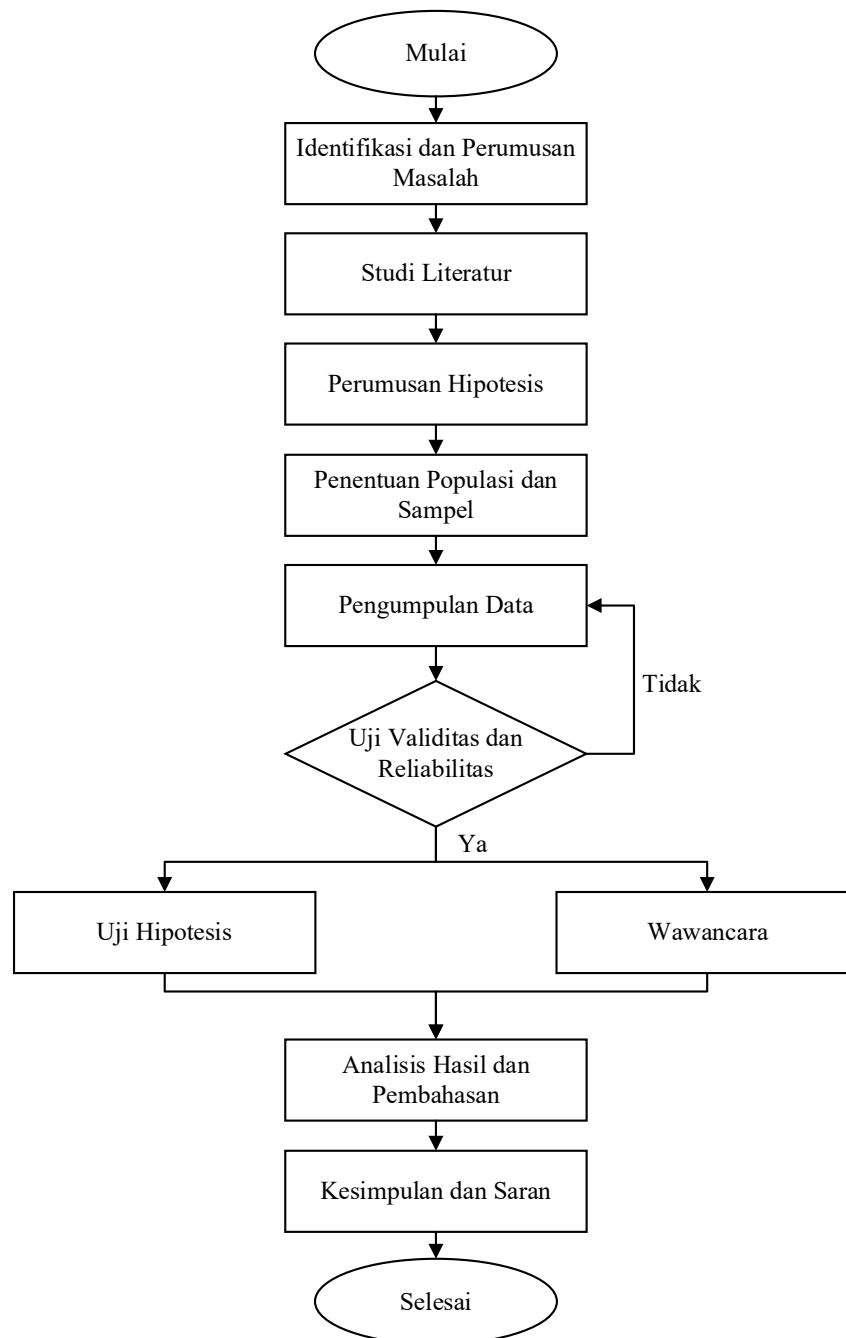 Mulai
Identifikasi dan Perumusan
Masalah
Studi Literatur
Perumusan Hipotesis
Penentuan Populasi dan
Sampel
Pengumpulan Data
Tidak
Uji Validitas dan
Reliabilitas
Ya
Uji Hipotesis
Wawancara
Analisis Hasil dan
Pembahasan
Kesimpulan dan Saran
Selesai